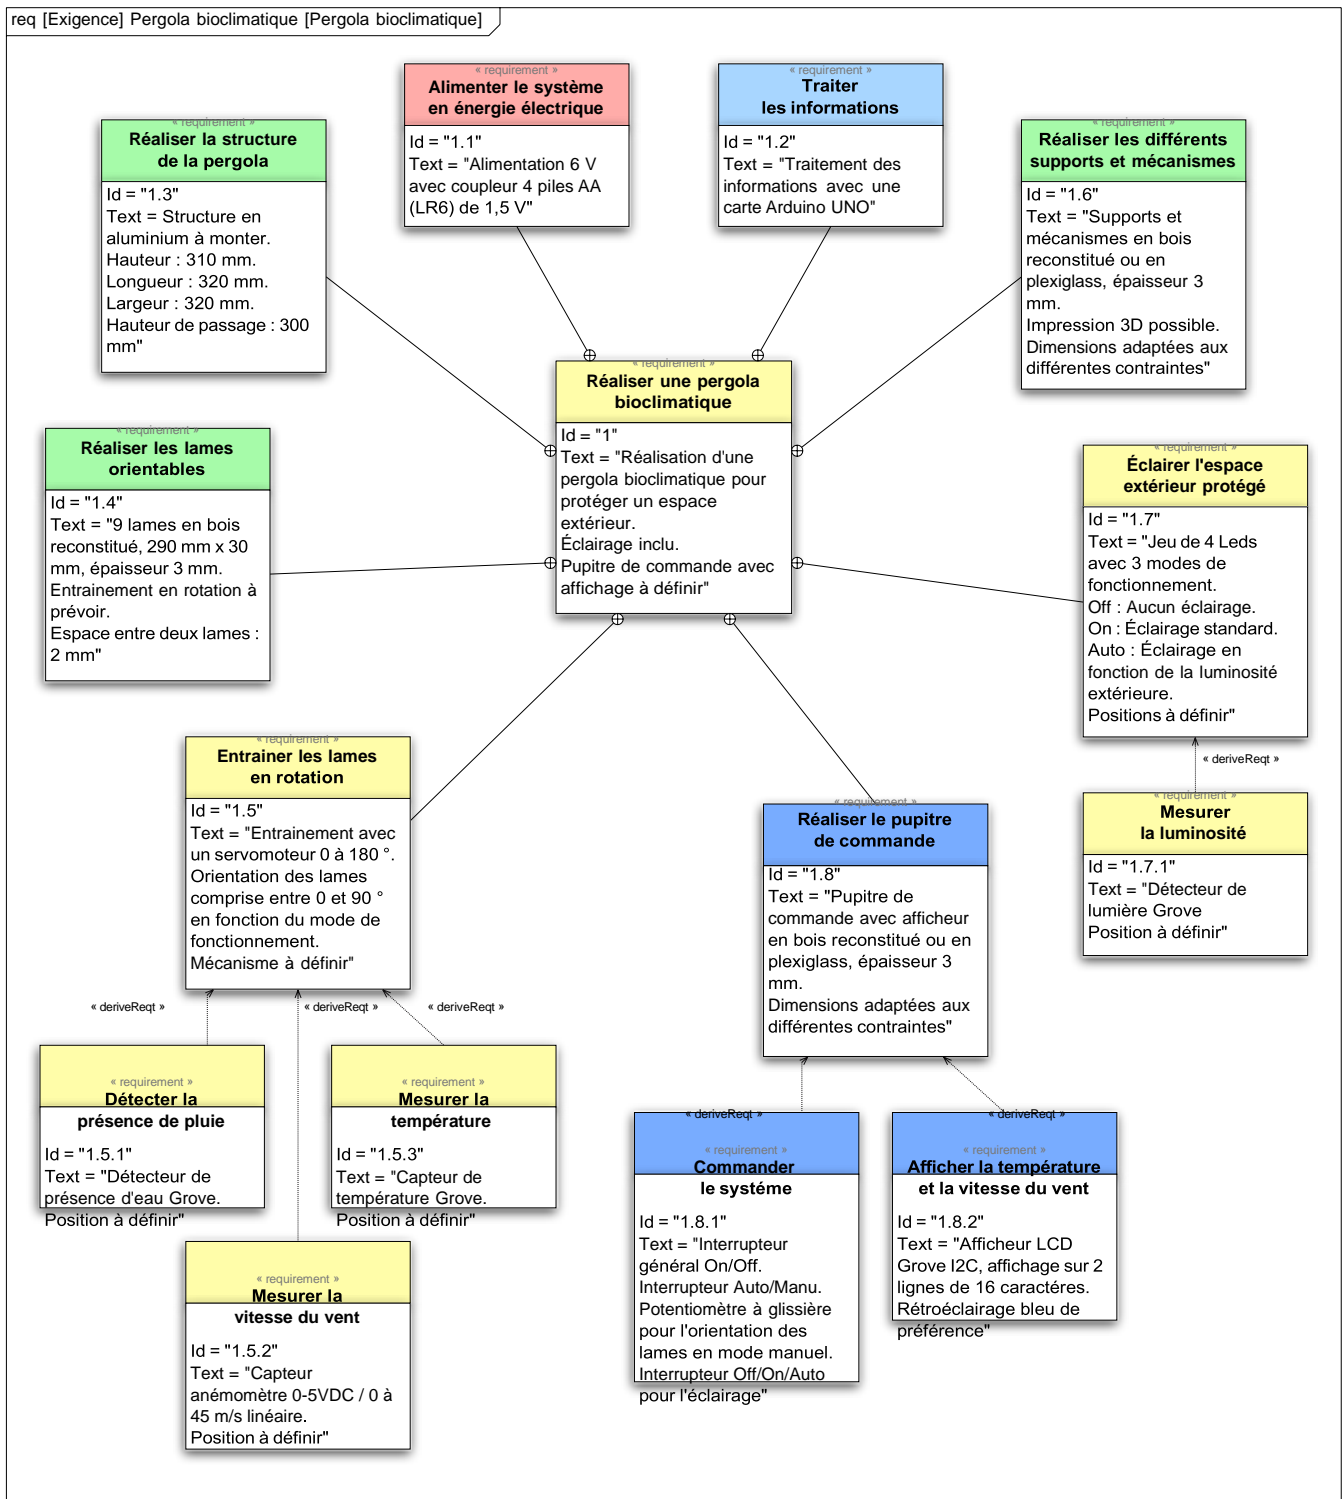 req [Exigence] Pergola bioclimatique [Pergola bioclimatique]
« requirement »
Alimenter le système
en énergie électrique
Id = "1.1"
Text = "Alimentation 6 V
avec coupleur 4 piles AA
(LR6) de 1,5 V"
« requirement »
Traiter
les informations
Id = "1.2"
Text = "Traitement des
informations avec une
carte Arduino UNO"
« requirement »
Réaliser la structure
de la pergola
Id = "1.3"
Text = Structure en
aluminium à monter.
Hauteur : 310 mm.
Longueur : 320 mm.
Largeur : 320 mm.
Hauteur de passage : 300
mm"
« requirement »
Réaliser les différents
supports et mécanismes
Id = "1.6"
Text = "Supports et
mécanismes en bois
reconstitué ou en
plexiglass, épaisseur 3
mm.
Impression 3D possible.
Dimensions adaptées aux
différentes contraintes"
« requirement »
Réaliser une pergola
bioclimatique
Id = "1"
Text = "Réalisation d'une
pergola bioclimatique pour
protéger un espace
extérieur.
Éclairage inclu.
Pupitre de commande avec
affichage à définir"
« requirement »
Réaliser les lames
orientables
Id = "1.4"
Text = "9 lames en bois
reconstitué, 290 mm x 30
mm, épaisseur 3 mm.
Entrainement en rotation à
prévoir.
Espace entre deux lames :
2 mm"
« requirement »
Éclairer l'espace
extérieur protégé
Id = "1.7"
Text = "Jeu de 4 Leds
avec 3 modes de
fonctionnement.
Off : Aucun éclairage.
On : Éclairage standard.
Auto : Éclairage en
fonction de la luminosité
extérieure.
Positions à définir"
« deriveReqt »
« requirement »
Mesurer
la luminosité
Id = "1.7.1"
Text = "Détecteur de
lumière Grove
Position à définir"
« requirement »
Entrainer les lames
en rotation
Id = "1.5"
Text = "Entrainement avec
un servomoteur 0 à 180 °.
Orientation des lames
comprise entre 0 et 90 °
en fonction du mode de
fonctionnement.
Mécanisme à définir"
« requirement »
Réaliser le pupitre
de commande
Id = "1.8"
Text = "Pupitre de
commande avec afficheur
en bois reconstitué ou en
plexiglass, épaisseur 3
mm.
Dimensions adaptées aux
différentes contraintes"
« deriveReqt »
« deriveReqt »
« deriveReqt »
« requirement »
Détecter la
présence de pluie
Id = "1.5.1"
Text = "Détecteur de
présence d'eau Grove.
Position à définir"
« requirement »
Mesurer la
température
Id = "1.5.3"
Text = "Capteur de
température Grove.
Position à définir"
« requirement »
Mesurer la
vitesse du vent
Id = "1.5.2"
Text = "Capteur
anémomètre 0-5VDC / 0 à
45 m/s linéaire.
Position à définir"
« deriveReqt »
« requirement »
Commander
le systéme
Id = "1.8.1"
Text = "Interrupteur
général On/Off.
Interrupteur Auto/Manu.
Potentiomètre à glissière
pour l'orientation des
lames en mode manuel.
Interrupteur Off/On/Auto
pour l'éclairage"
« deriveReqt »
« requirement »
Afficher la température
et la vitesse du vent
Id = "1.8.2"
Text = "Afficheur LCD
Grove I2C, affichage sur 2
lignes de 16 caractéres.
Rétroéclairage bleu de
préférence"